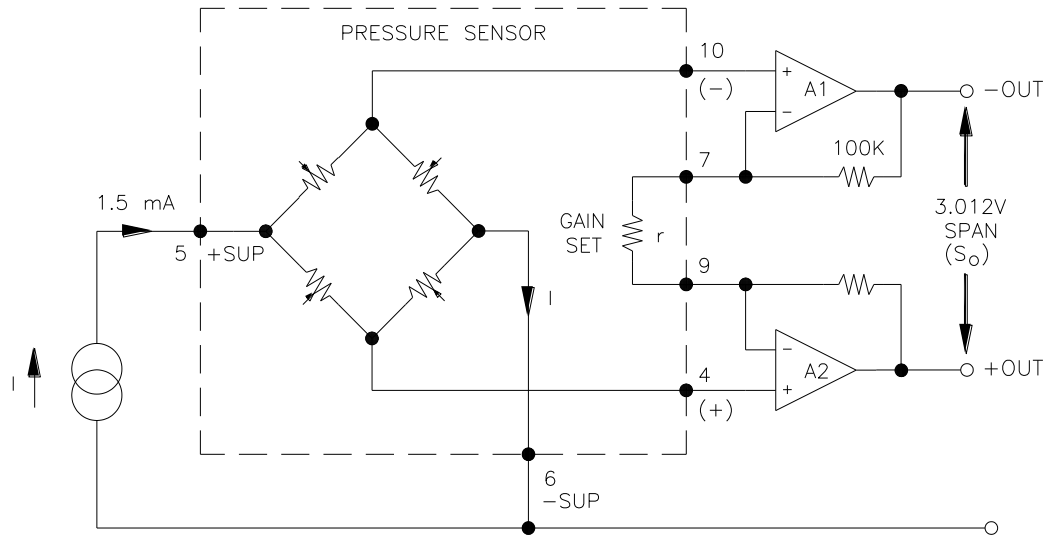 PRESSURE SENSOR
10
(-)
+
A1
-
-OUT
100K
7
1.5 mA
GAIN
SET
r
3.012V
SPAN
(So)
5
+SUP
9
I
I
-
A2
+
+OUT
4
(+)
6
-SUP